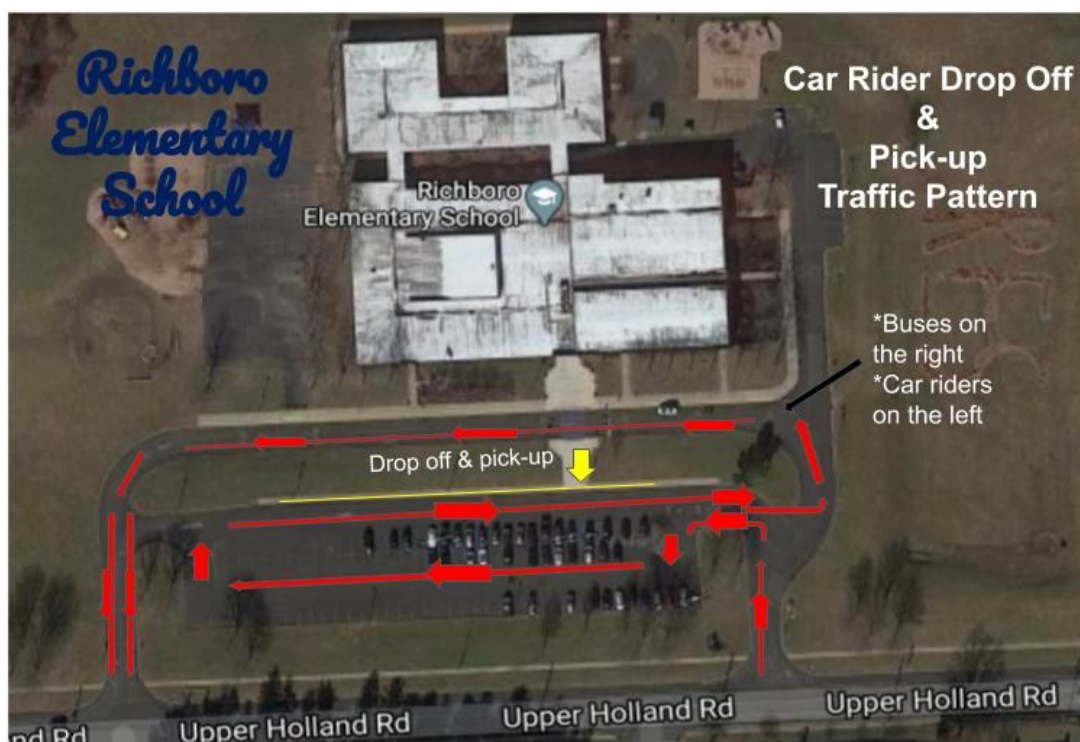 Richboro
Elementary
School
Car Rider Drop Off
&
Pick-up
Traffic Pattern
Richboro
Elementary School
*Buses on
the right
*Car riders
on the left
Drop off & pick-up
Upper Holland Rd
Upper Holland Rd
Upper Holland Rd
nd Rd